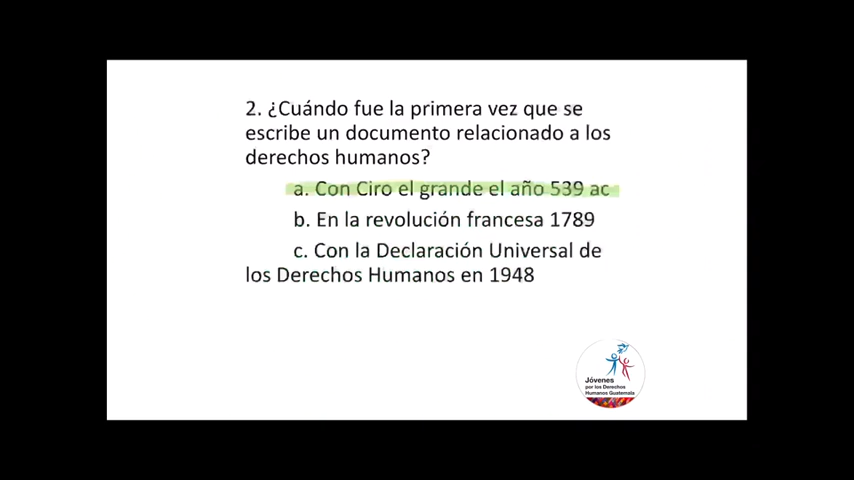 2. ¿Cuándo fue la primera vez que se
escribe un documento relacionado a los
derechos humanos?
a. Con Ciro el grande el año 539 ac
b. En la revolución francesa 1789
c. Con la Declaración Universal de
los Derechos Humanos en 1948
Jóvenes
por los Derechos
Humanos Guatemala